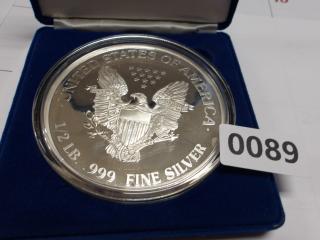 UNITED STATES OF AMERICA
1/2 LB. .999 FINE SILVER
0089